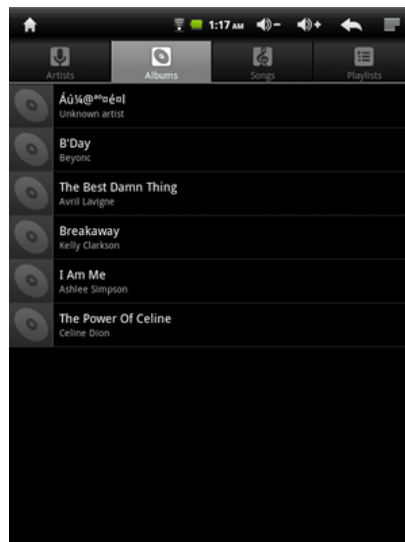 1:17 AM
Artists
Albums
Songs
Playlists
Áú¼@ªº¤é¤l
Unknown artist
B'Day
Beyonc
The Best Damn Thing
Avril Lavigne
Breakaway
Kelly Clarkson
I Am Me
Ashlee Simpson
The Power Of Celine
Celine Dion